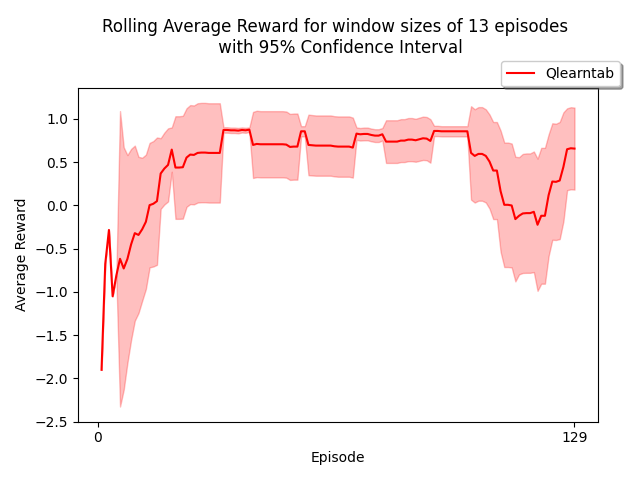 Rolling Average Reward for window sizes of 13 episodes
with 95% Confidence Interval
Qlearntab
1.0
0.5
0.0
−0.5
−1.0
−1.5
−2.0
−2.5
Average Reward
0
129
Episode